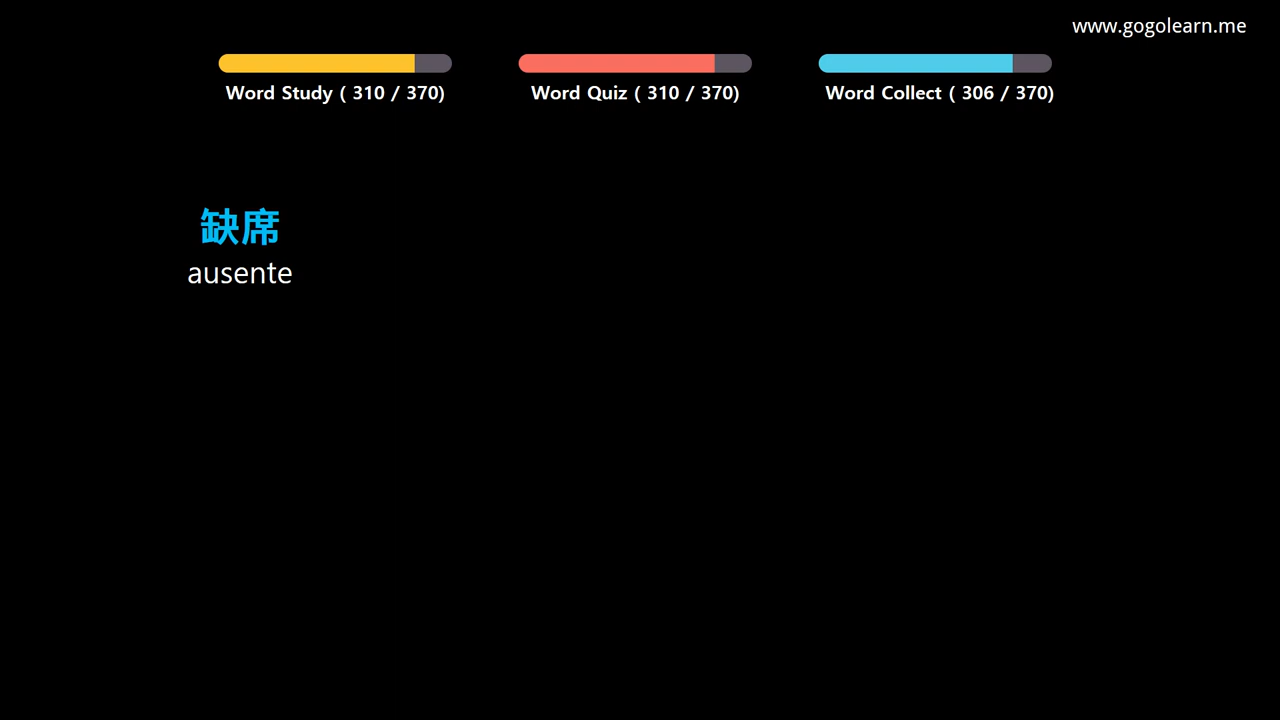 www.gogolearn.me
Word Study ( 310 / 370)
Word Quiz ( 310 / 370)
Word Collect ( 306 / 370)
缺席
ausente